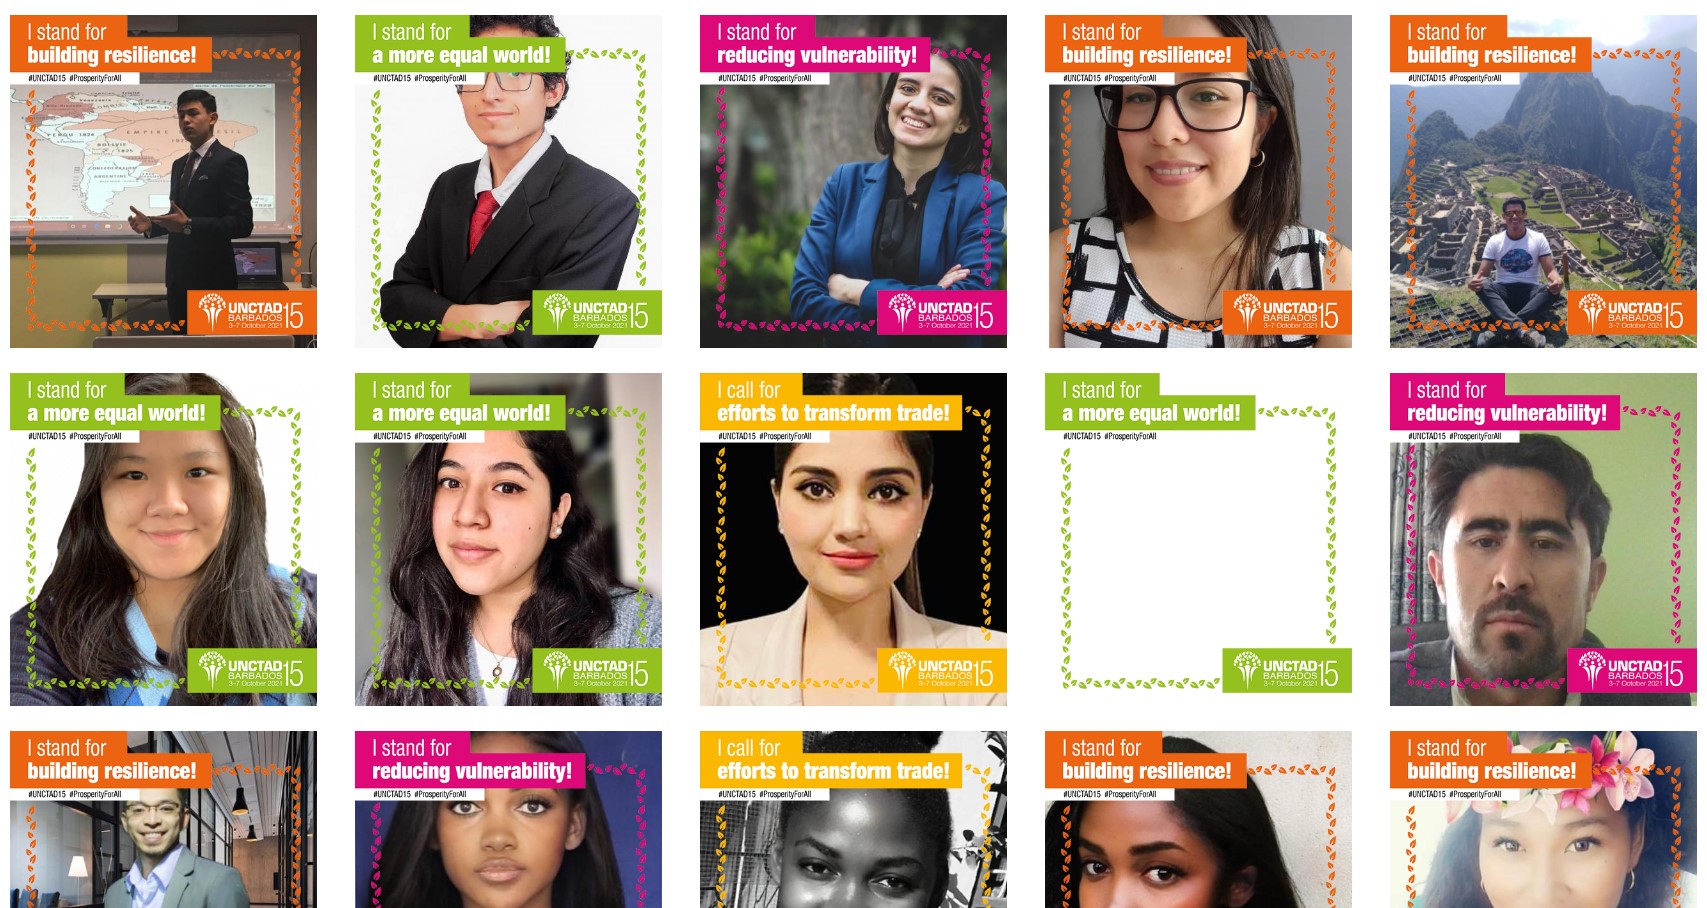 I stand for
building resilience!
#UNCTAD15 #ProsperityForAll
UNCTAD 15
BARBADOS
3-7 October 2021
I stand for
a more equal world!
#UNCTAD15 #ProsperityForAll
UNCTAD 15
BARBADOS
3-7 October 2021
I stand for
reducing vulnerability!
#UNCTAD15 #ProsperityForAll
UNCTAD 15
BARBADOS
3-7 October 2021
I stand for
building resilience!
#UNCTAD15 #ProsperityForAll
UNCTAD 15
BARBADOS
3-7 October 2021
I stand for
building resilience!
#UNCTAD15 #ProsperityForAll
UNCTAD 15
BARBADOS
3-7 October 2021
I stand for
a more equal world!
#UNCTAD15 #ProsperityForAll
UNCTAD 15
BARBADOS
3-7 October 2021
I stand for
a more equal world!
#UNCTAD15 #ProsperityForAll
UNCTAD 15
BARBADOS
3-7 October 2021
I call for
efforts to transform trade!
#UNCTAD15 #ProsperityForAll
UNCTAD 15
BARBADOS
3-7 October 2021
I stand for
a more equal world!
#UNCTAD15 #ProsperityForAll
UNCTAD 15
BARBADOS
3-7 October 2021
I stand for
reducing vulnerability!
#UNCTAD15 #ProsperityForAll
UNCTAD 15
BARBADOS
3-7 October 2021
I stand for
building resilience!
#UNCTAD15 #ProsperityForAll
I stand for
reducing vulnerability!
#UNCTAD15 #ProsperityForAll
I call for
efforts to transform trade!
#UNCTAD15 #ProsperityForAll
I stand for
building resilience!
#UNCTAD15 #ProsperityForAll
I stand for
building resilience!
#UNCTAD15 #ProsperityForAll